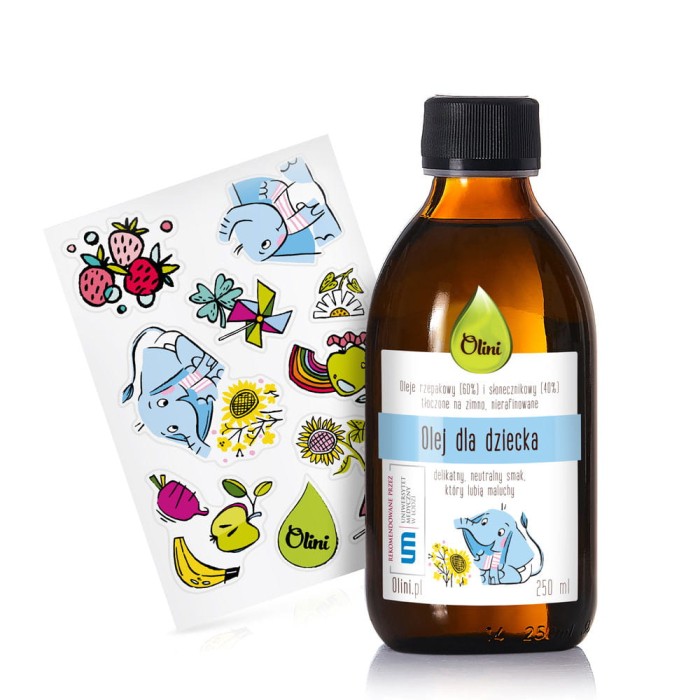 Olini
Olini
Oleje rzepakowy (60%) i słonecznikowy (40%)
tłoczone na zimno, nierafinowane
Olej dla dziecka
delikatny, neutralny smak,
który lubią maluchy
REKOMENDOWANE PRZEZ
UNIWERSYTET
MEDYCZNY
W ŁODZI
Olini.pl
250 ml